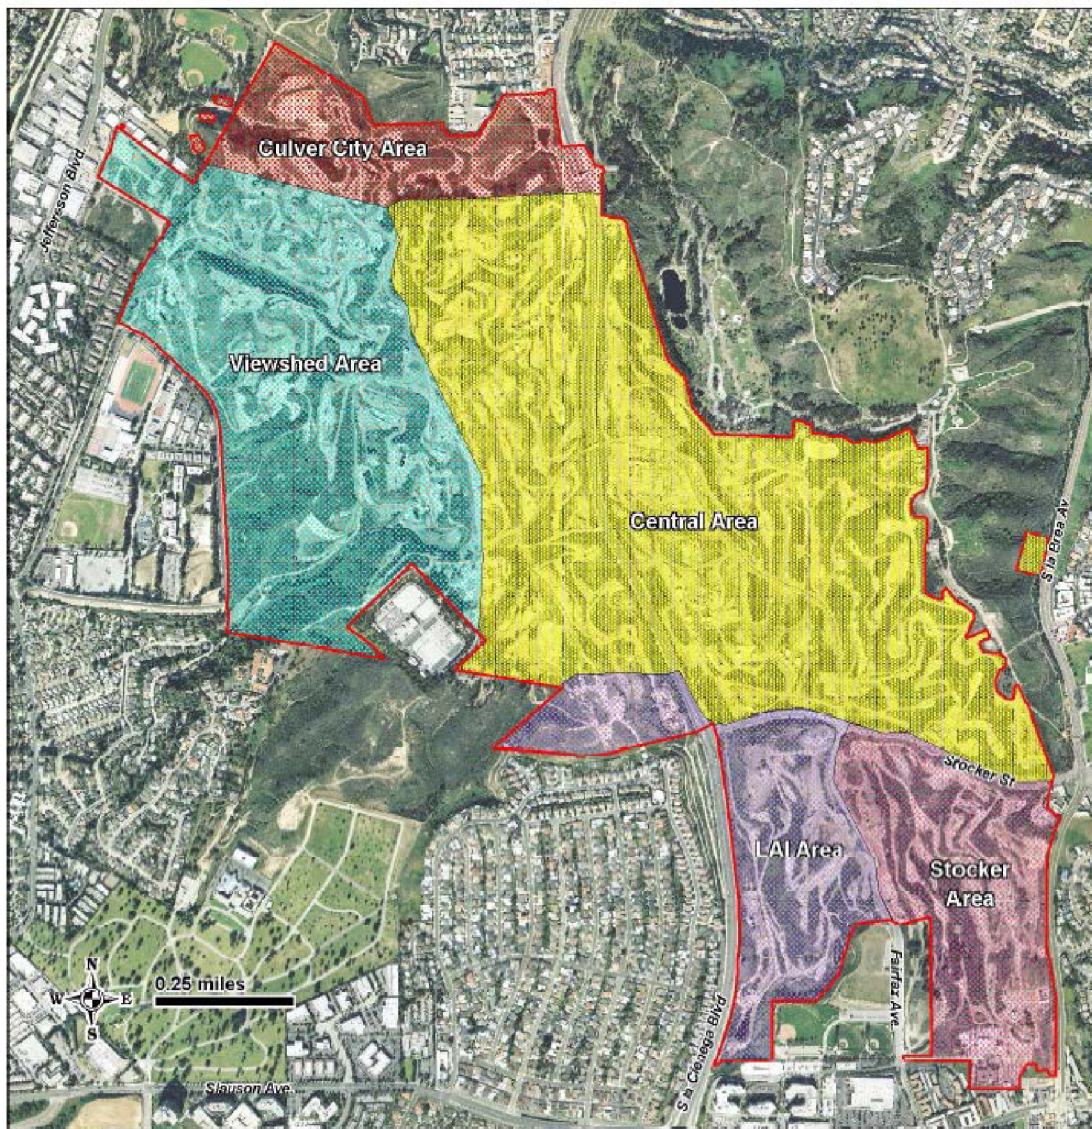 Culver City Area
Jeffersson Blvd
Viewshed Area
Central Area
S la Brea Av
Stocker St
LAI Area
Stocker
Area
Fairfax Ave.
N
W E
S
0.25 miles
S la Cienega Blvd
Slauson Ave.